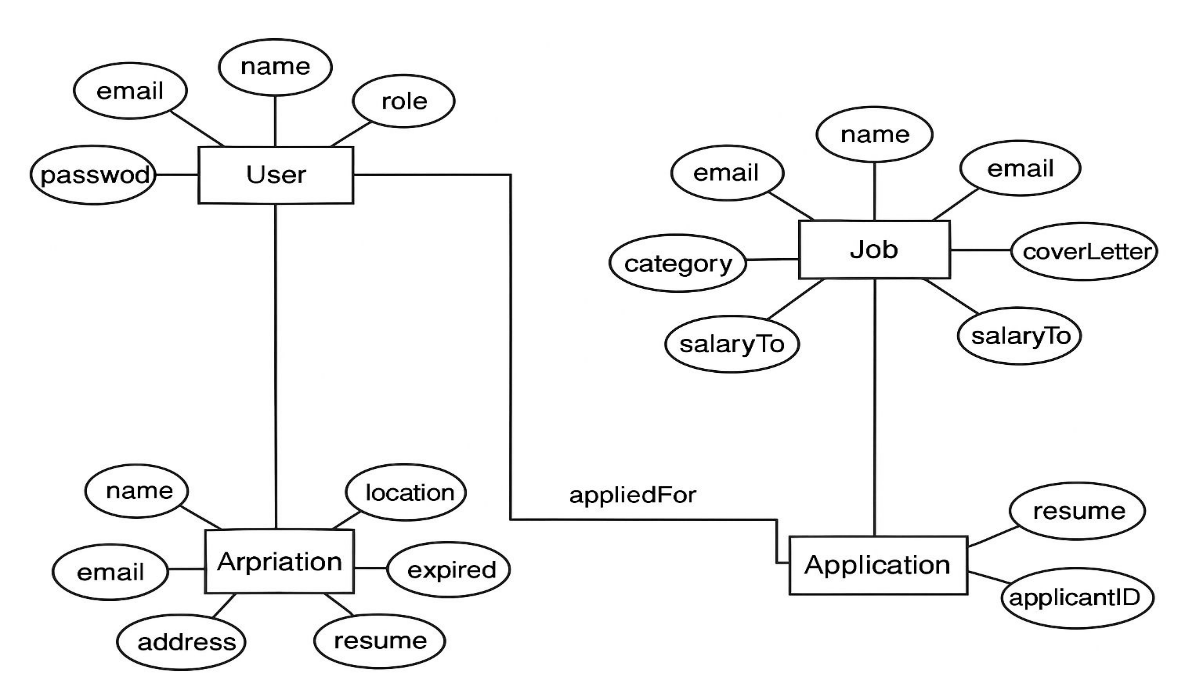 name
email
role
passwod
User
name
email
email
Job
category
coverLetter
salaryTo
salaryTo
name
location
appliedFor
resume
Arpriation
email
expired
Application
applicantID
address
resume